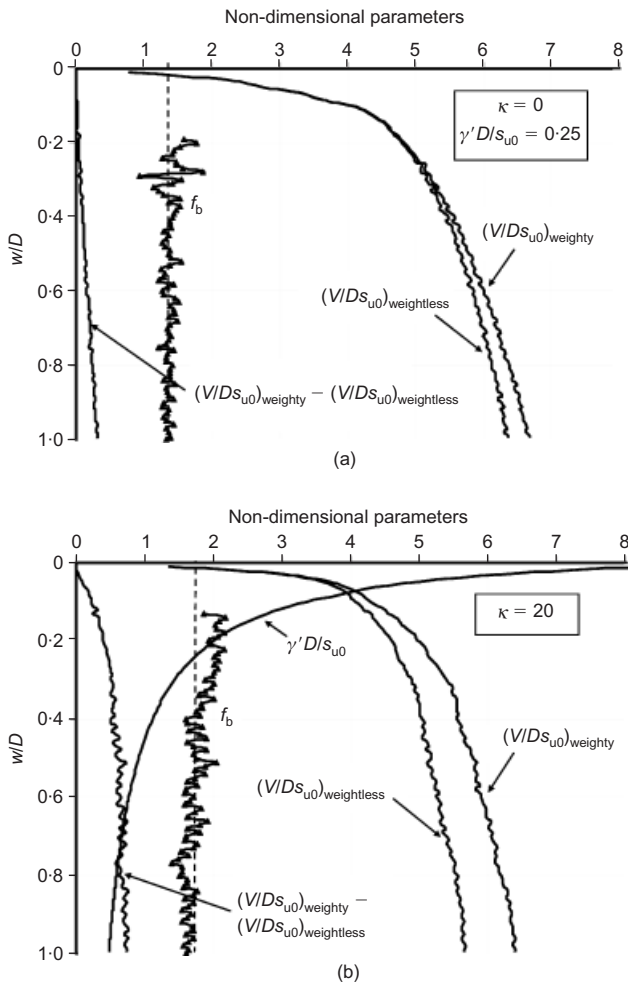 Non-dimensional parameters
0 1 2 3 4 5 6 7 8
0
κ = 0
γ′D/su0 = 0·25
0·2
fb
w/D
0·4
(V/Dsu0)weighty
(V/Dsu0)weightless
0·6
0·8
(V/Dsu0)weighty − (V/Dsu0)weightless
1·0
(a)
Non-dimensional parameters
0 1 2 3 4 5 6 7 8
0
κ = 20
0·2
γ′D/su0
fb
0·4
w/D
(V/Dsu0)weighty
(V/Dsu0)weightless
0·6
0·8
(V/Dsu0)weighty −
(V/Dsu0)weightless
1·0
(b)